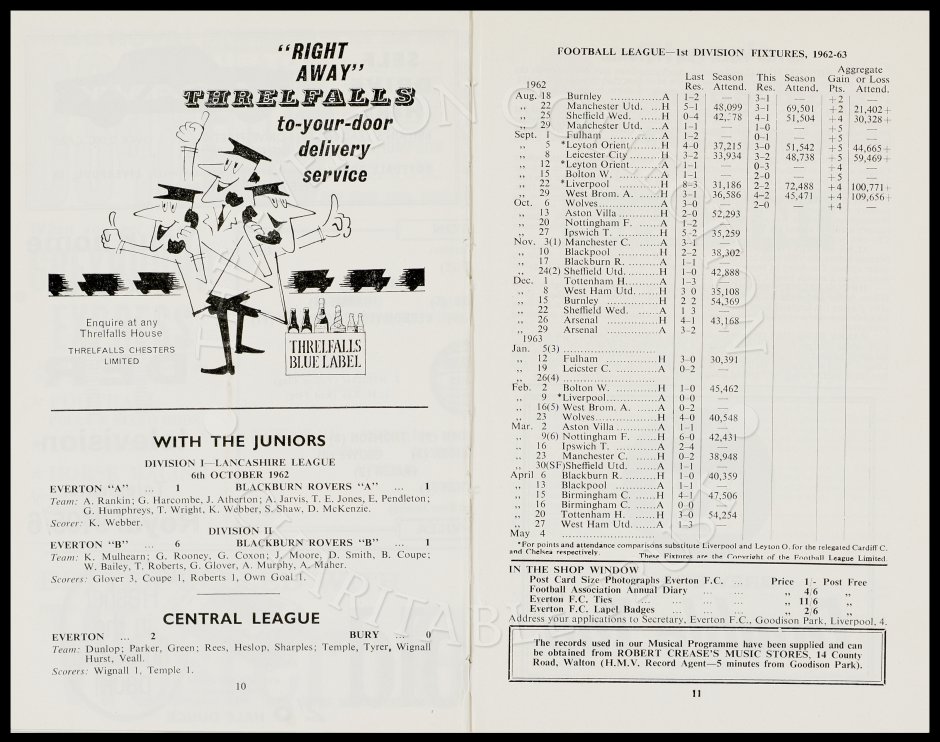 "RIGHT
AWAY"
THRELFALLS
to-your-door
delivery
service
Enquire at any
Threlfalls House
THRELFALLS CHESTERS
LIMITED
THRELFALLS
BLUE LABEL
WITH THE JUNIORS
DIVISION I—LANCASHIRE LEAGUE
6th OCTOBER 1962
EVERTON "A" ... 1 BLACKBURN ROVERS "A" ... 1
Team: A. Rankin; G. Harcombe, J. Atherton; A. Jarvis, T. E. Jones, E. Pendleton;
G. Humphreys, T. Wright, K. Webber, S. Shaw, D. McKenzie.
Scorer: K. Webber.
DIVISION II
EVERTON "B" ... 6 BLACKBURN ROVERS "B" ... 1
Team: K. Mulhearn; G. Rooney, G. Coxon; J. Moore, D. Smith, B. Coupe;
W. Bailey, T. Roberts, G. Glover, A. Murphy, A. Maher.
Scorers: Glover 3, Coupe 1, Roberts 1, Own Goal 1.
CENTRAL LEAGUE
EVERTON ... 2 BURY ... 0
Team: Dunlop; Parker, Green; Rees, Heslop, Sharples; Temple, Tyrer, Wignall
Hurst, Veall.
Scorers: Wignall 1, Temple 1.
10
FOOTBALL LEAGUE—1st DIVISION FIXTURES, 1962-63
Aggregate
Last Season This Season Gain or Loss
Res. Attend. Res. Attend. Pts. Attend.
1962
Aug. 18 Burnley ..............A 1–2 — 3–1 — +2 —
,, 22 Manchester Utd. ...H 5–1 48,099 3–1 69,501 +2 21,402+
,, 25 Sheffield Wed. ......H 0–4 42,?78 4–1 51,504 +4 30,328+
,, 29 Manchester Utd. ...A 1–1 — 1–0 — +5 —
Sept. 1 Fulham ..............A 1–2 — 0–1 — +5 —
,, 5 *Leyton Orient.......H 4–0 37,215 3–0 51,542 +5 44,665+
,, 8 Leicester City ........H 3–2 33,934 3–2 48,738 +5 59,469+
,, 12 *Leyton Orient.......A 1–1 — 0–3 — +4 —
,, 15 Bolton W. ...........A 1–1 — 2–0 — +5 —
,, 22 *Liverpool ............H 8–3 31,186 2–2 72,488 +4 100,771+
,, 29 West Brom. A. .....H 3–1 36,586 4–2 45,471 +4 109,656+
Oct. 6 Wolves...............A 3–0 — 2–0 — +4 —
,, 13 Aston Villa...........H 2–0 52,293
,, 20 Nottingham F. ......A 1–2 —
,, 27 Ipswich T. ...........H 5–2 35,259
Nov. 3(1) Manchester C. ......A 3–1 —
,, 10 Blackpool ............H 2–2 38,302
,, 17 Blackburn R. ........A 1–1 —
,, 24(2) Sheffield Utd.........H 1–0 42,888
Dec. 1 Tottenham H.........A 1–3 —
,, 8 West Ham Utd. .....H 3–0 35,108
,, 15 Burnley ..............H 2–2 54,369
,, 22 Sheffield Wed. ......A 1–3 —
,, 26 Arsenal ..............H 4–1 43,168
,, 29 Arsenal ..............A 3–2 —
1963
Jan. 5(3) ..........................
,, 12 Fulham ..............H 3–0 30,391
,, 19 Leicster C. ...........A 0–2 —
,, 26(4) ..........................
Feb. 2 Bolton W. ...........H 1–0 45,462
,, 9 *Liverpool............A 0–0 —
,, 16(5) West Brom. A. ......A 0–2 —
,, 23 Wolves...............H 4–0 40,548
Mar. 2 Aston Villa ..........A 1–1 —
,, 9(6) Nottingham F. ......H 6–0 42,431
,, 16 Ipswich T. ...........A 2–4 —
,, 23 Manchester C. ......H 0–2 38,948
,, 30(SF) Sheffield Utd. .......A 1–1 —
April 6 Blackburn R. ........H 1–0 40,359
,, 13 Blackpool ............A 1–1 —
,, 15 Birmingham C. ......H 4–1 47,506
,, 16 Birmingham C. ......A 0–0 —
,, 20 Tottenham H. .......H 3–0 54,254
,, 27 West Ham Utd.......A 1–3 —
May 4 ..........................
*For points and attendance comparisons substitute Liverpool and Leyton O. for the relegated Cardiff C.
and Chelsea respectively. These Fixtures are the Copyright of the Football League Limited.
IN THE SHOP WINDOW
Post Card Size Photographs Everton F.C. ... Price 1/- Post Free
Football Association Annual Diary ... ,, 4/6 ,,
Everton F.C. Ties ... ,, 11/6 ,,
Everton F.C. Lapel Badges ... ,, 2/6 ,,
Address your applications to Secretary, Everton F.C., Goodison Park, Liverpool, 4.
The records used in our Musical Programme have been supplied and can
be obtained from ROBERT CREASE'S MUSIC STORES, 14 County
Road, Walton (H.M.V. Record Agent—5 minutes from Goodison Park).
11